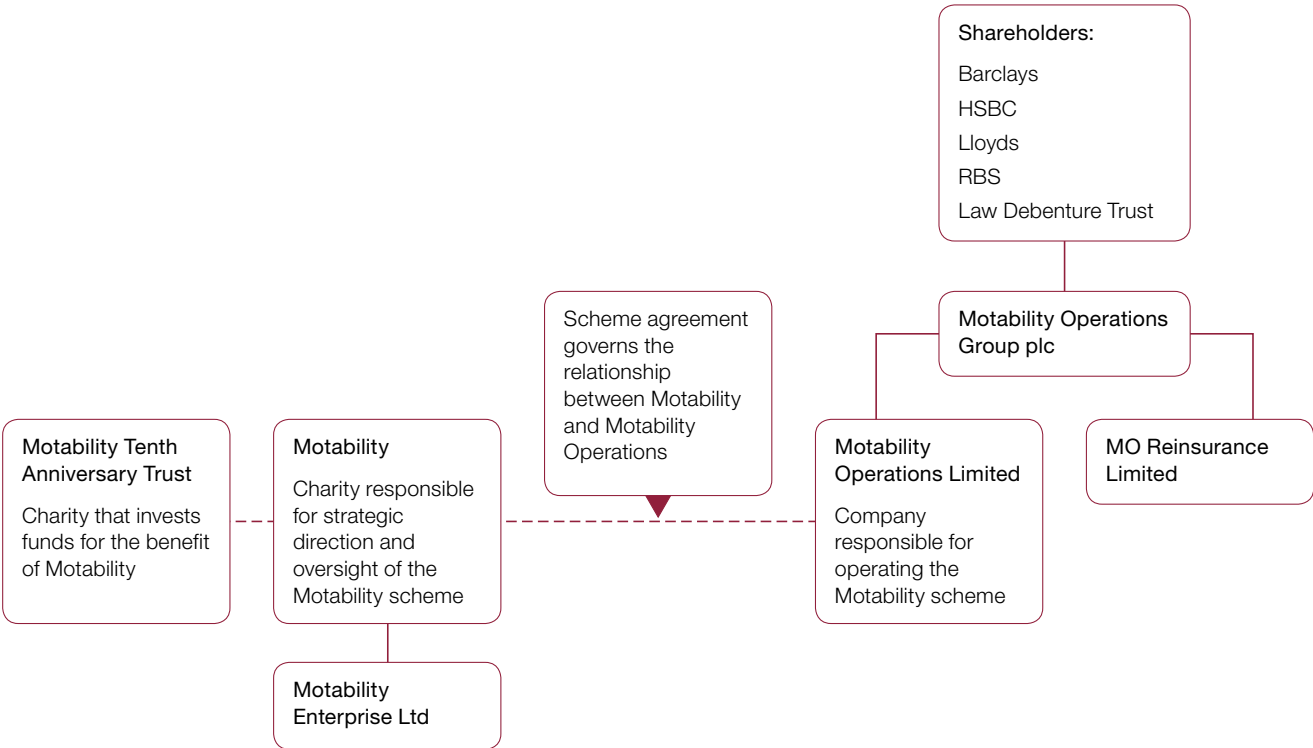 Shareholders:
Barclays
HSBC
Lloyds
RBS
Law Debenture Trust
Motability Operations
Group plc
Scheme agreement
governs the
relationship
between Motability
and Motability
Operations
Motability Tenth
Anniversary Trust
Charity that invests
funds for the benefit
of Motability
Motability
Charity responsible
for strategic
direction and
oversight of the
Motability scheme
Motability
Operations Limited
Company
responsible for
operating the
Motability scheme
MO Reinsurance
Limited
Motability
Enterprise Ltd